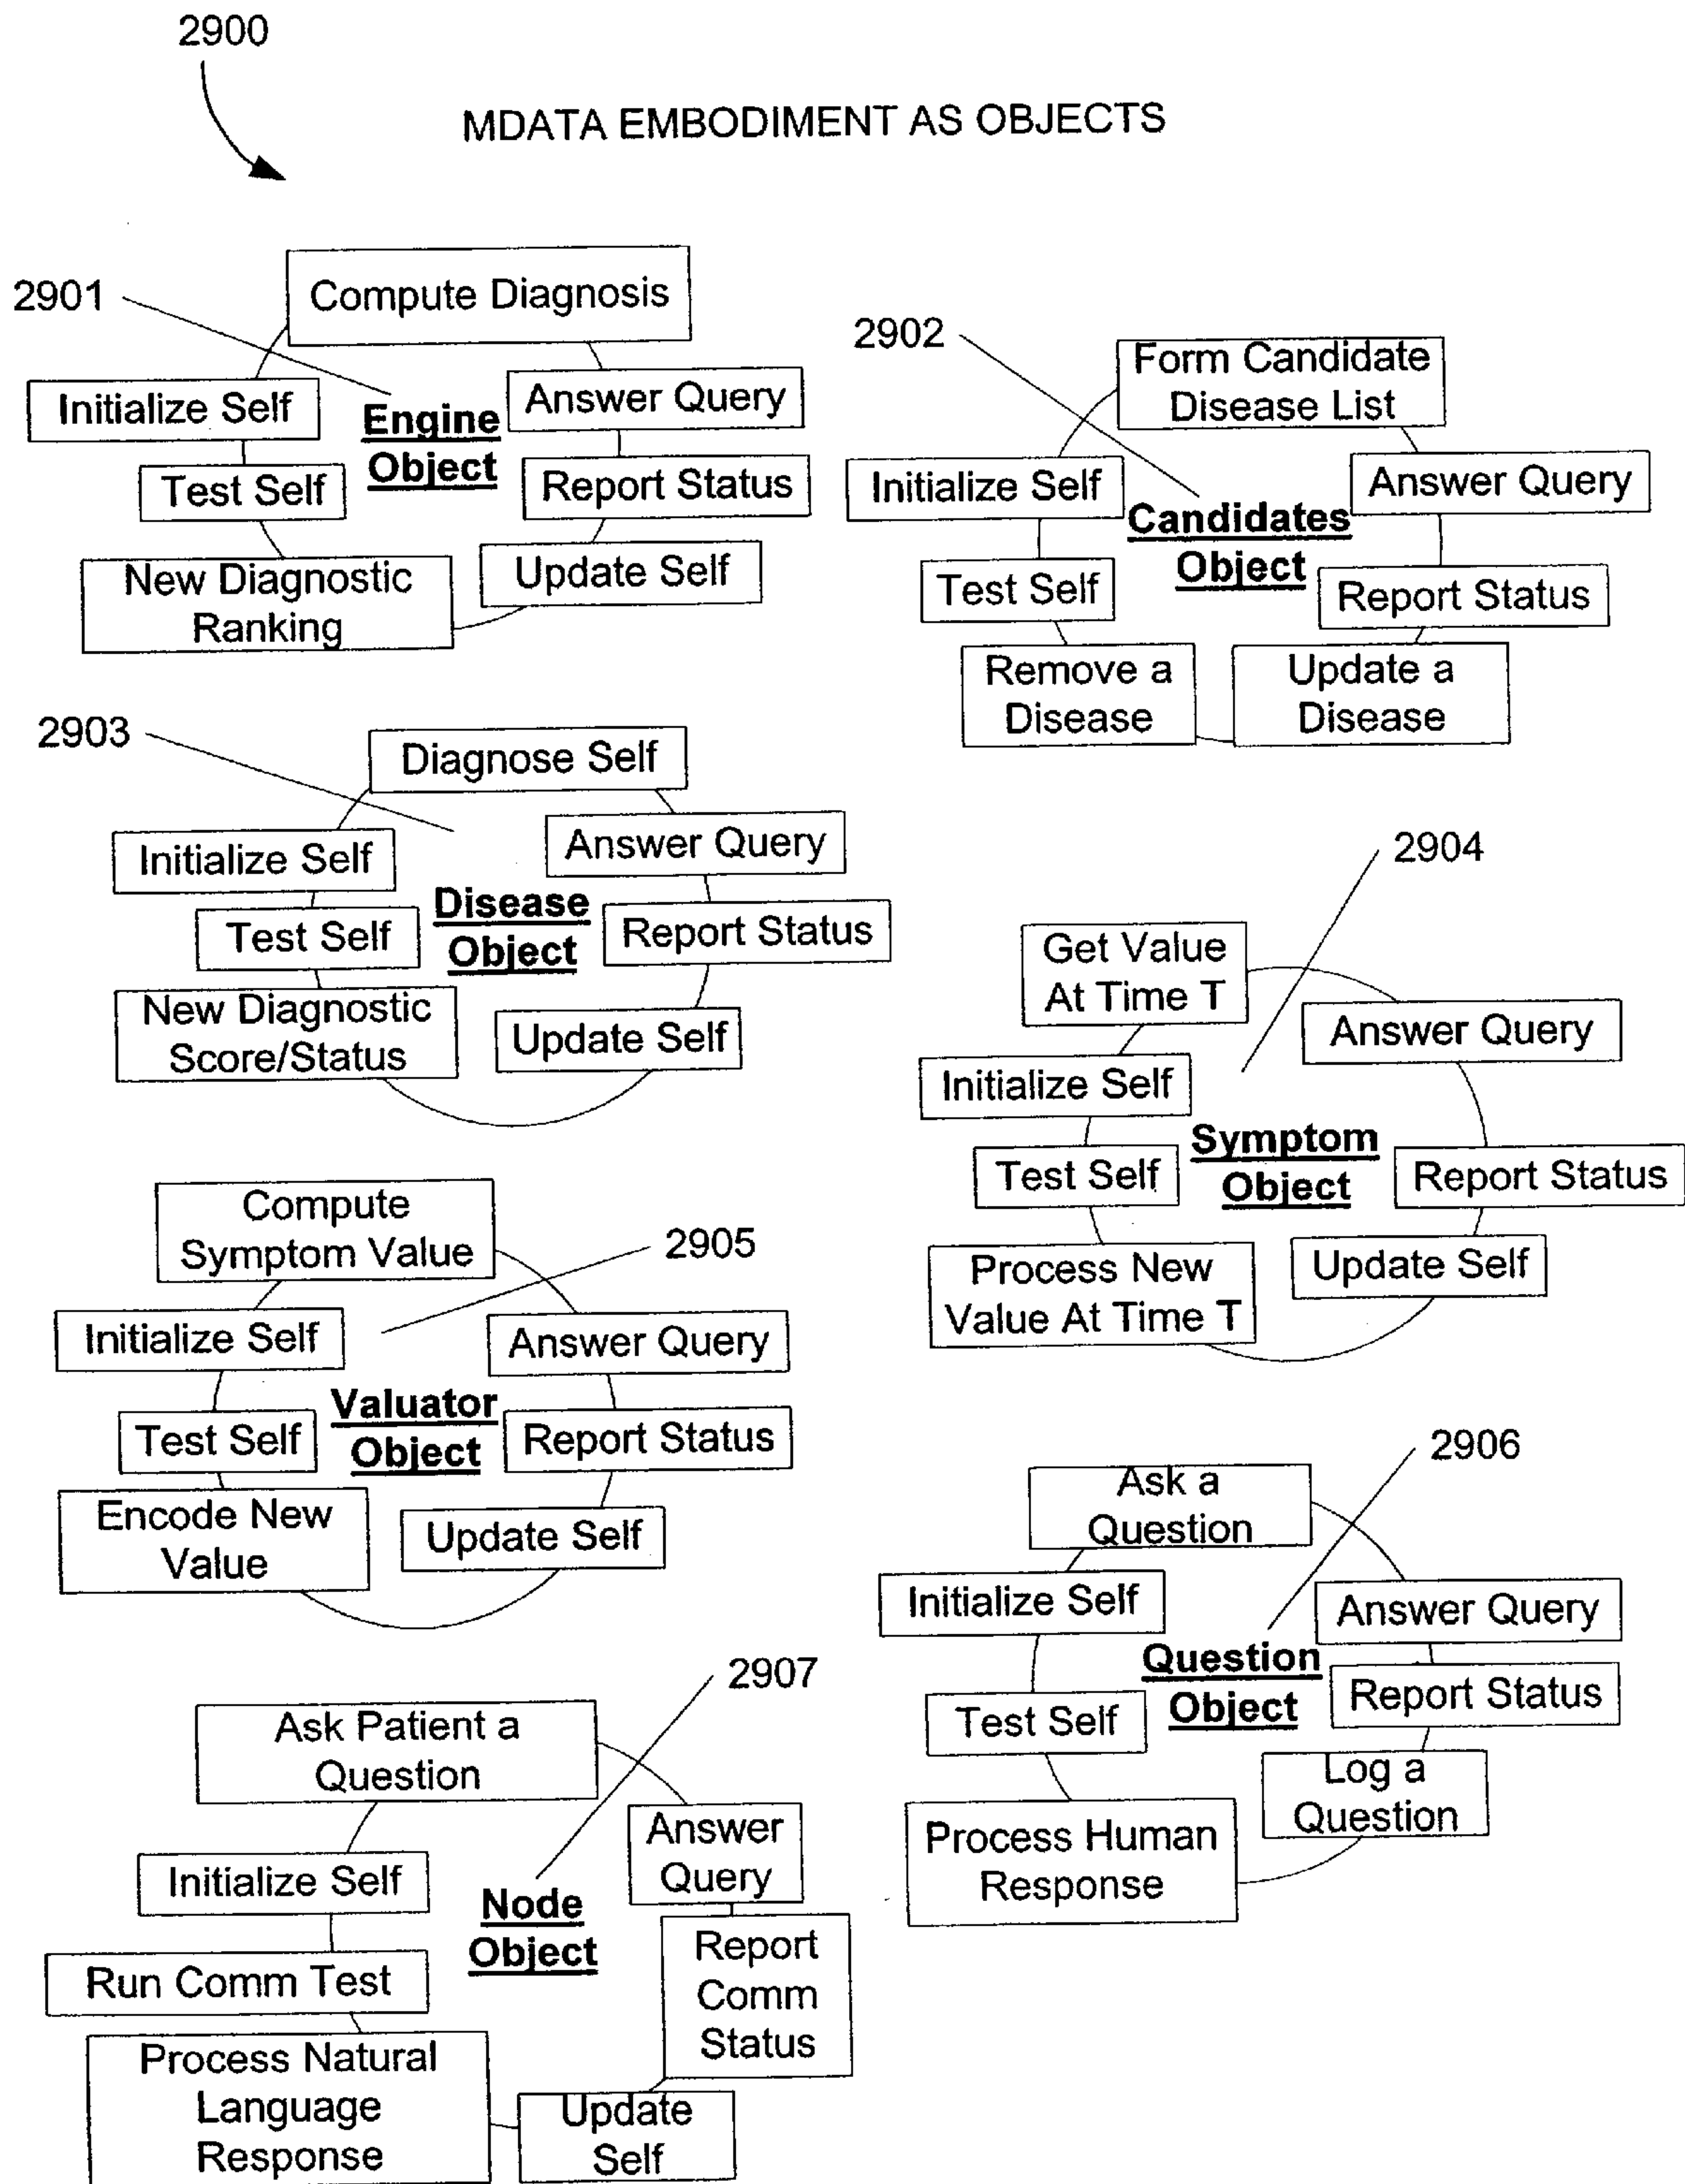 2900
MDATA EMBODIMENT AS OBJECTS
2901
Compute Diagnosis
Initialize Self
Engine
Object
Answer Query
Test Self
Report Status
New Diagnostic
Ranking
Update Self
2902
Form Candidate
Disease List
Initialize Self
Answer Query
Candidates
Object
Test Self
Report Status
Remove a
Disease
Update a
Disease
2903
Diagnose Self
Initialize Self
Answer Query
Disease
Object
Test Self
Report Status
New Diagnostic
Score/Status
Update Self
2904
Get Value
At Time T
Answer Query
Initialize Self
Symptom
Object
Test Self
Report Status
Process New
Value At Time T
Update Self
Compute
Symptom Value
2905
Initialize Self
Answer Query
Valuator
Object
Test Self
Report Status
Encode New
Value
Update Self
2906
Ask a
Question
Initialize Self
Answer Query
Question
Object
Test Self
Report Status
Log a
Question
Process Human
Response
2907
Ask Patient a
Question
Answer
Query
Initialize Self
Node
Object
Run Comm Test
Report
Comm
Status
Process Natural
Language
Response
Update
Self